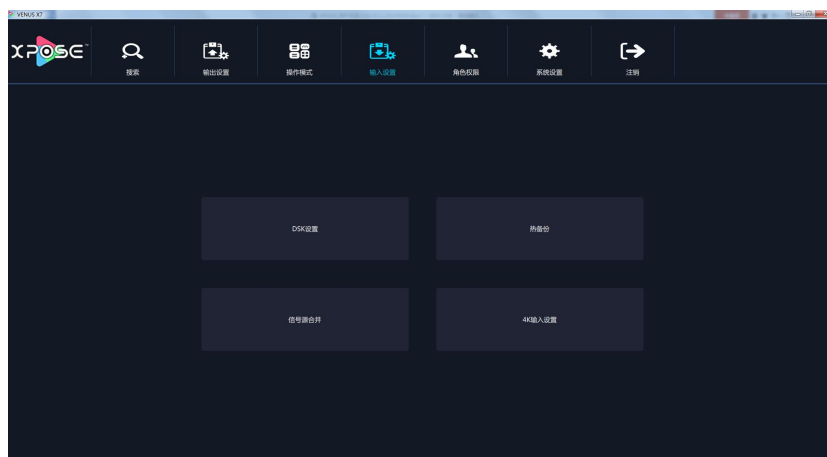 VENUS X7
XPOSE™
搜索
输出设置
操作模式
输入设置
角色权限
系统设置
注销
DSK设置
热备份
信号源合并
4K输入设置